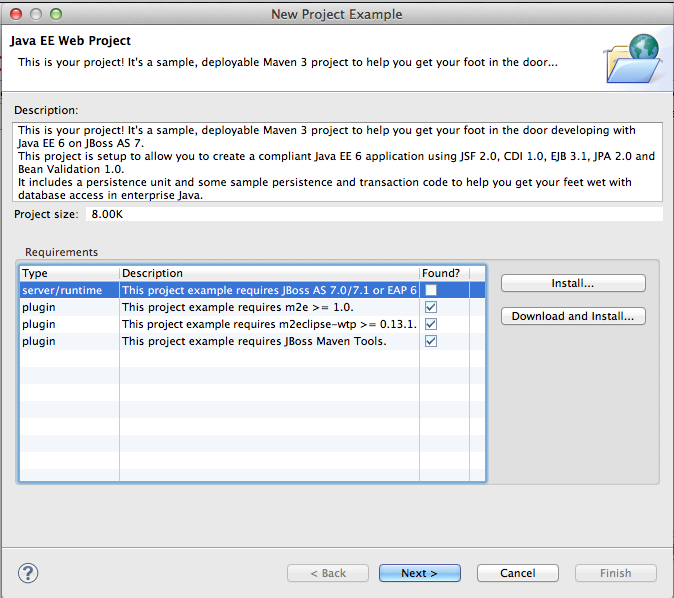 New Project Example
Java EE Web Project
This is your project! It's a sample, deployable Maven 3 project to help you get your foot in the door...
Description:
This is your project! It's a sample, deployable Maven 3 project to help you get your foot in the door developing with
Java EE 6 on JBoss AS 7.
This project is setup to allow you to create a compliant Java EE 6 application using JSF 2.0, CDI 1.0, EJB 3.1, JPA 2.0 and
Bean Validation 1.0.
It includes a persistence unit and some sample persistence and transaction code to help you get your feet wet with
database access in enterprise Java.
Project size: 8.00K
Requirements
Type Description Found?
server/runtime This project example requires JBoss AS 7.0/7.1 or EAP 6
Install...
plugin This project example requires m2e >= 1.0.
plugin This project example requires m2eclipse-wtp >= 0.13.1.
Download and Install...
plugin This project example requires JBoss Maven Tools.
? < Back Next > Cancel Finish